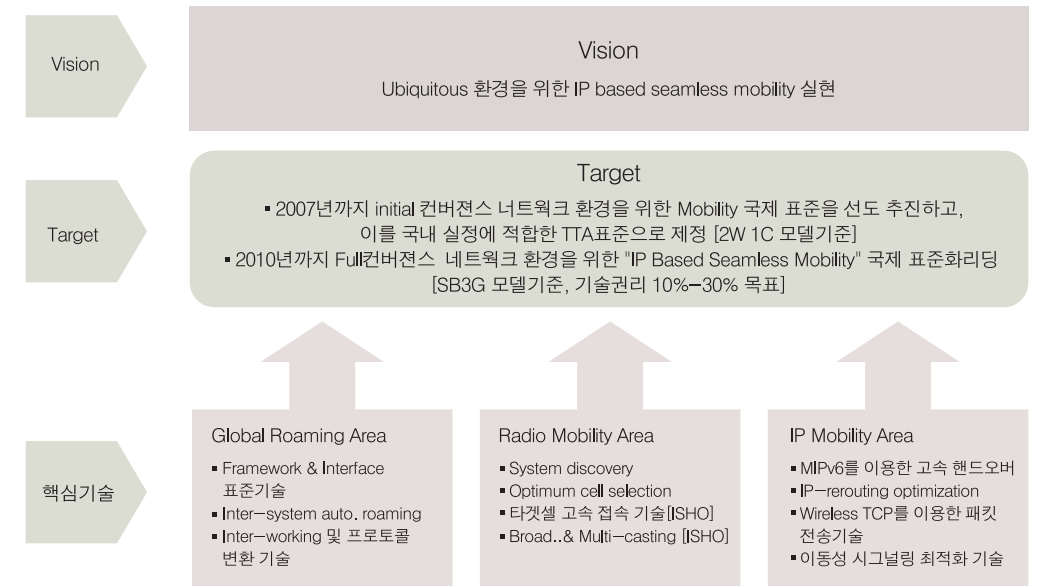 Vision
Vision
Ubiquitous 환경을 위한 IP based seamless mobility 실현
Target
Target
▪ 2007년까지 initial 컨버젼스 너트웍크 환경을 위한 Mobility 국제 표준을 선도 추진하고,
이를 국내 실정에 적합한 TTA표준으로 제정 [2W 1C 모델기준]
▪ 2010년까지 Full컨버젼스 네트웍크 환경을 위한 "IP Based Seamless Mobility" 국제 표준화리딩
[SB3G 모델기준, 기술권리 10%-30% 목표]
핵심기술
Global Roaming Area
▪ Framework & Interface
표준기술
▪ Inter-system auto. roaming
▪ Inter-working 및 프로토콜
변환 기술
Radio Mobility Area
▪ System discovery
▪ Optimum cell selection
▪ 타겟셀 고속 접속 기술[ISHO]
▪ Broad..& Multi-casting [ISHO]
IP Mobility Area
▪ MIPv6를 이용한 고속 핸드오버
▪ IP-rerouting optimization
▪ Wireless TCP를 이용한 패킷
전송기술
▪ 이동성 시그널링 최적화 기술